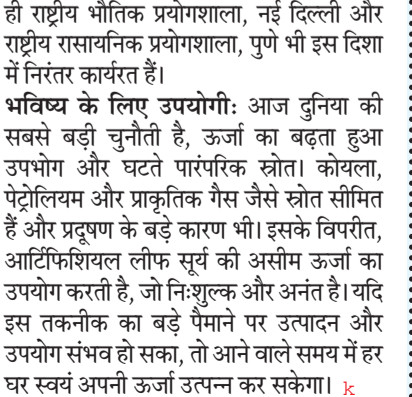 ही राष्ट्रीय भौतिक प्रयोगशाला, नई दिल्ली और
राष्ट्रीय रासायनिक प्रयोगशाला, पुणे भी इस दिशा
में निरंतर कार्यरत हैं।
भविष्य के लिए उपयोगी: आज दुनिया की
सबसे बड़ी चुनौती है, ऊर्जा का बढ़ता हुआ
उपभोग और घटते पारंपरिक स्रोत। कोयला,
पेट्रोलियम और प्राकृतिक गैस जैसे स्रोत सीमित
हैं और प्रदूषण के बड़े कारण भी। इसके विपरीत,
आर्टिफिशियल लीफ सूर्य की असीम ऊर्जा का
उपयोग करती है, जो निःशुल्क और अनंत है। यदि
इस तकनीक का बड़े पैमाने पर उत्पादन और
उपयोग संभव हो सका, तो आने वाले समय में हर
घर स्वयं अपनी ऊर्जा उत्पन्न कर सकेगा। k